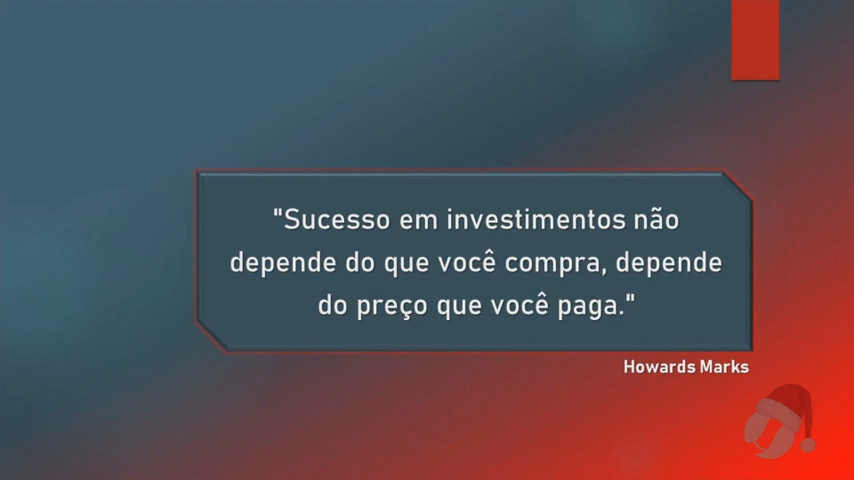 "Sucesso em investimentos não
depende do que você compra, depende
do preço que você paga."
Howards Marks